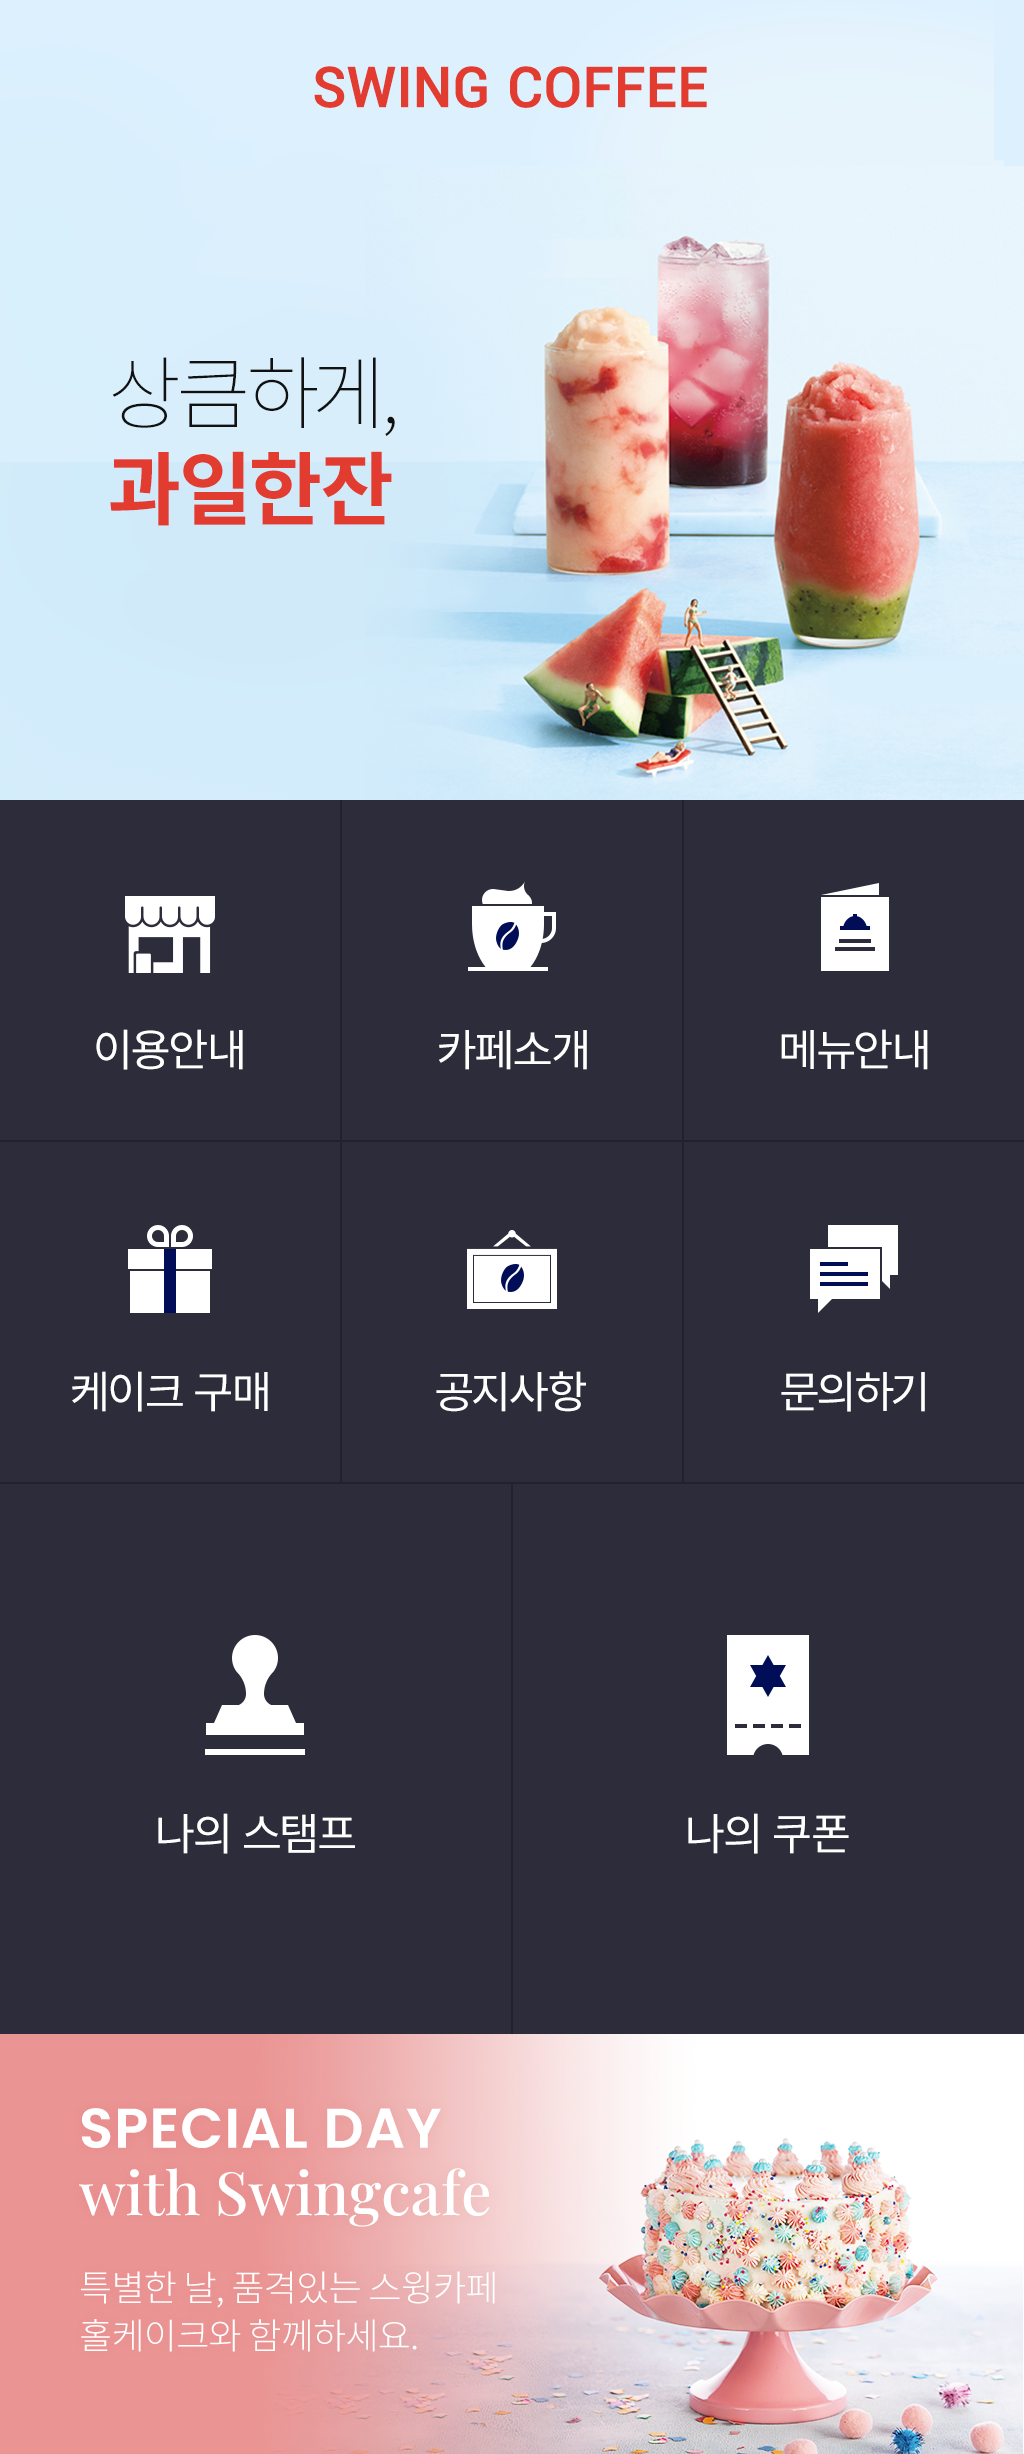 SWING COFFEE
상큼하게,
과일한잔
이용안내
카페소개
메뉴안내
케이크 구매
공지사항
문의하기
나의 스탬프
나의 쿠폰
SPECIAL DAY
with Swingcafe
특별한 날, 품격있는 스윙카페
홀케이크와 함께하세요.